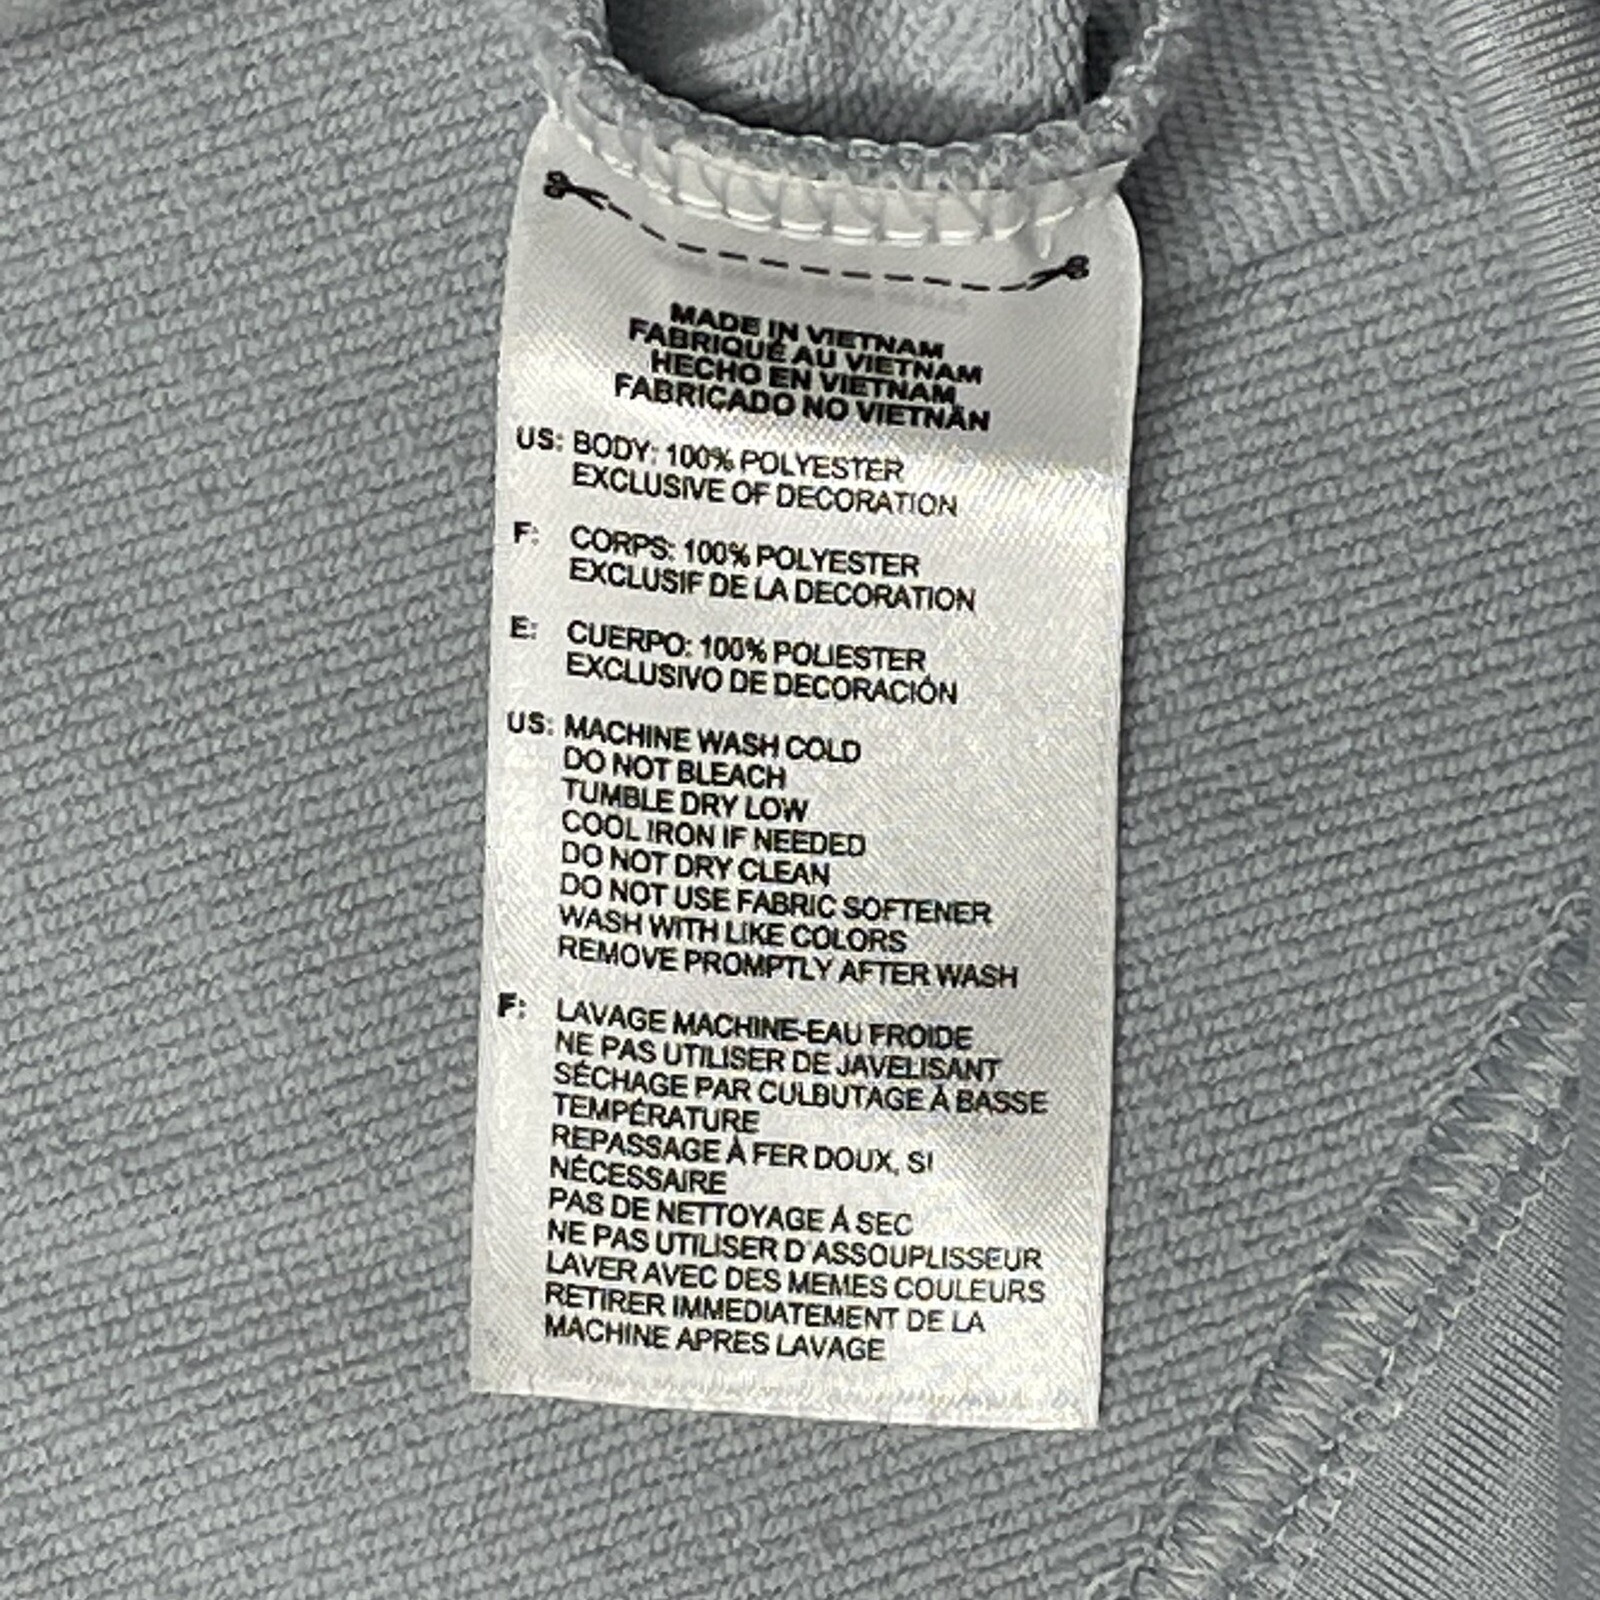 MADE IN VIETNAM
FABRIQUÉ AU VIETNAM
HECHO EN VIETNAM
FABRICADO NO VIETNÃN
US: BODY: 100% POLYESTER
EXCLUSIVE OF DECORATION
F: CORPS: 100% POLYESTER
EXCLUSIF DE LA DECORATION
E: CUERPO: 100% POLIESTER
EXCLUSIVO DE DECORACIÓN
US: MACHINE WASH COLD
DO NOT BLEACH
TUMBLE DRY LOW
COOL IRON IF NEEDED
DO NOT DRY CLEAN
DO NOT USE FABRIC SOFTENER
WASH WITH LIKE COLORS
REMOVE PROMPTLY AFTER WASH
F: LAVAGE MACHINE-EAU FROIDE
NE PAS UTILISER DE JAVELISANT
SÉCHAGE PAR CULBUTAGE À BASSE
TEMPÉRATURE
REPASSAGE À FER DOUX, SI
NÉCESSAIRE
PAS DE NETTOYAGE À SEC
NE PAS UTILISER D'ASSOUPLISSEUR
LAVER AVEC DES MEMES COULEURS
RETIRER IMMEDIATEMENT DE LA
MACHINE APRES LAVAGE